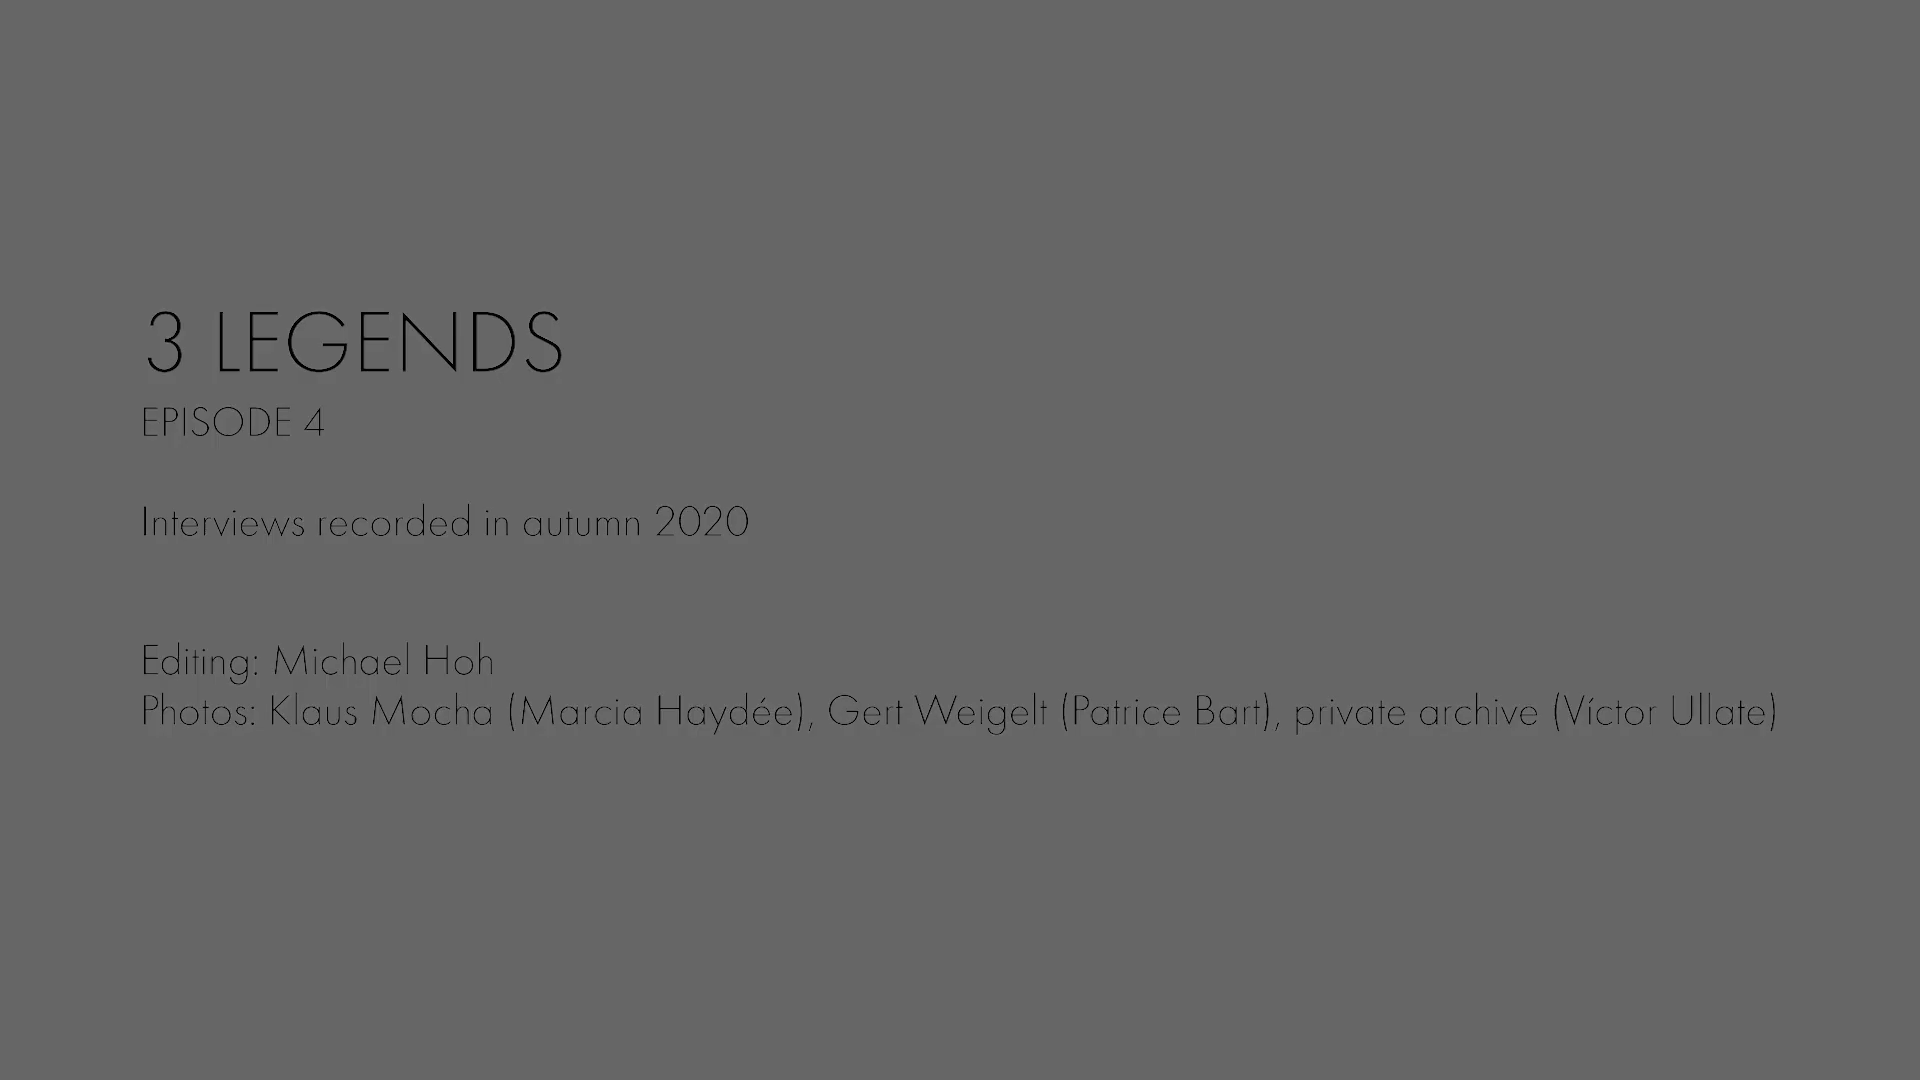 3 LEGENDS
EPISODE 4
Interviews recorded in autumn 2020
Editing: Michael Hoh
Photos: Klaus Mocha (Marcia Haydée), Gert Weigelt (Patrice Bart), private archive (Víctor Ullate)